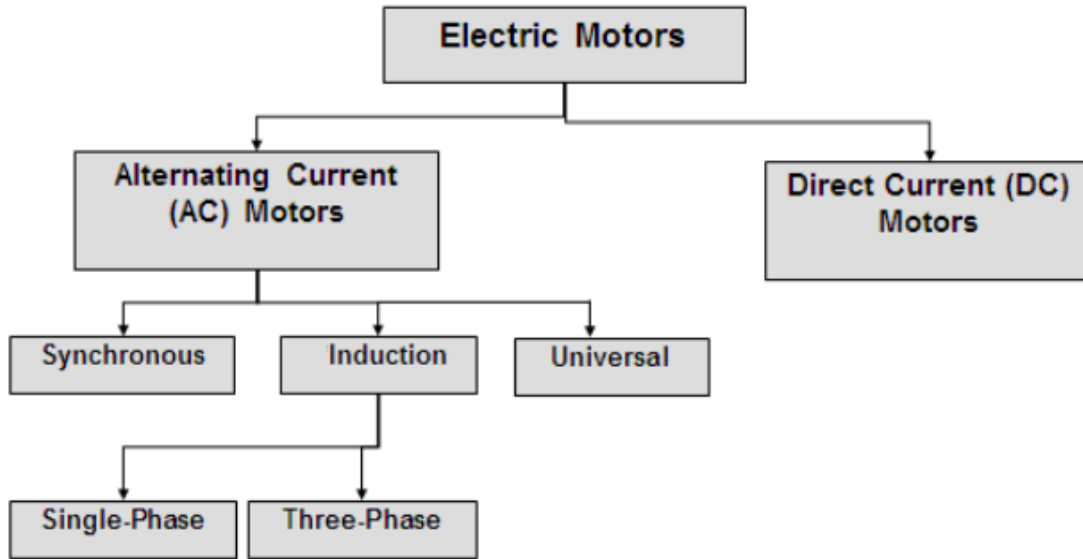 Electric Motors
Alternating Current
(AC) Motors
Direct Current (DC)
Motors
Synchronous
Induction
Universal
Single-Phase
Three-Phase